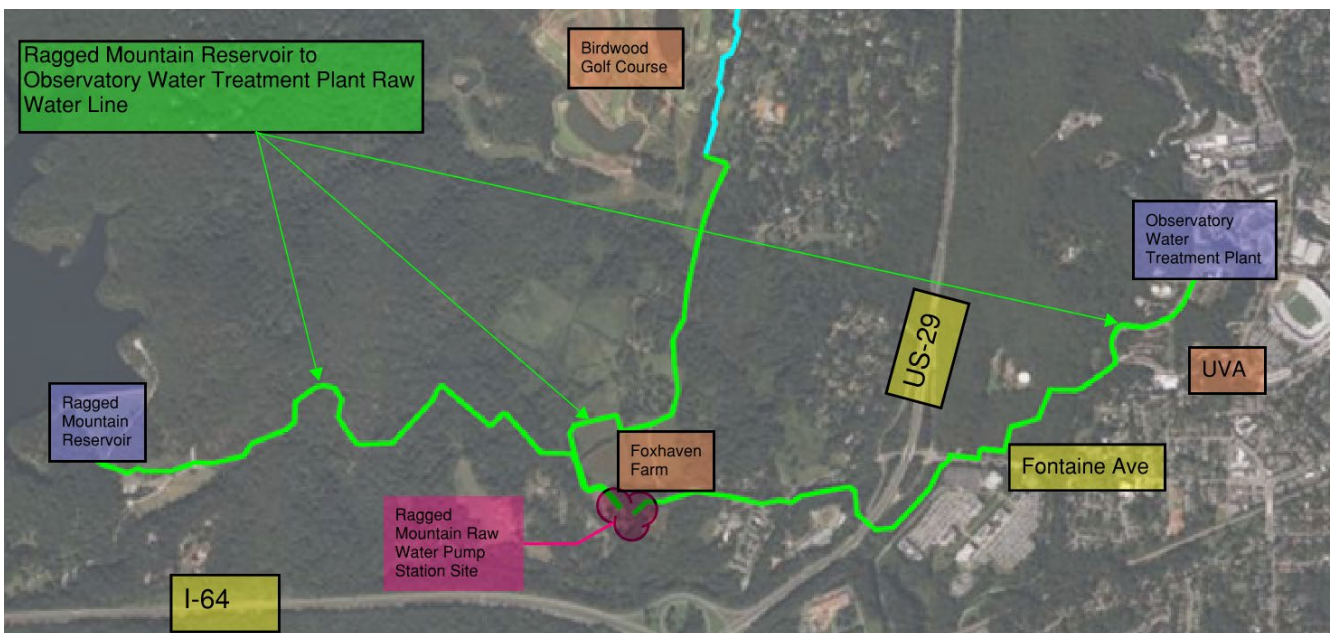 Ragged Mountain Reservoir to
Observatory Water Treatment Plant Raw
Water Line
Birdwood
Golf Course
Observatory
Water
Treatment Plant
US-29
UVA
Ragged
Mountain
Reservoir
Foxhaven
Farm
Fontaine Ave
Ragged
Mountain Raw
Water Pump
Station Site
I-64